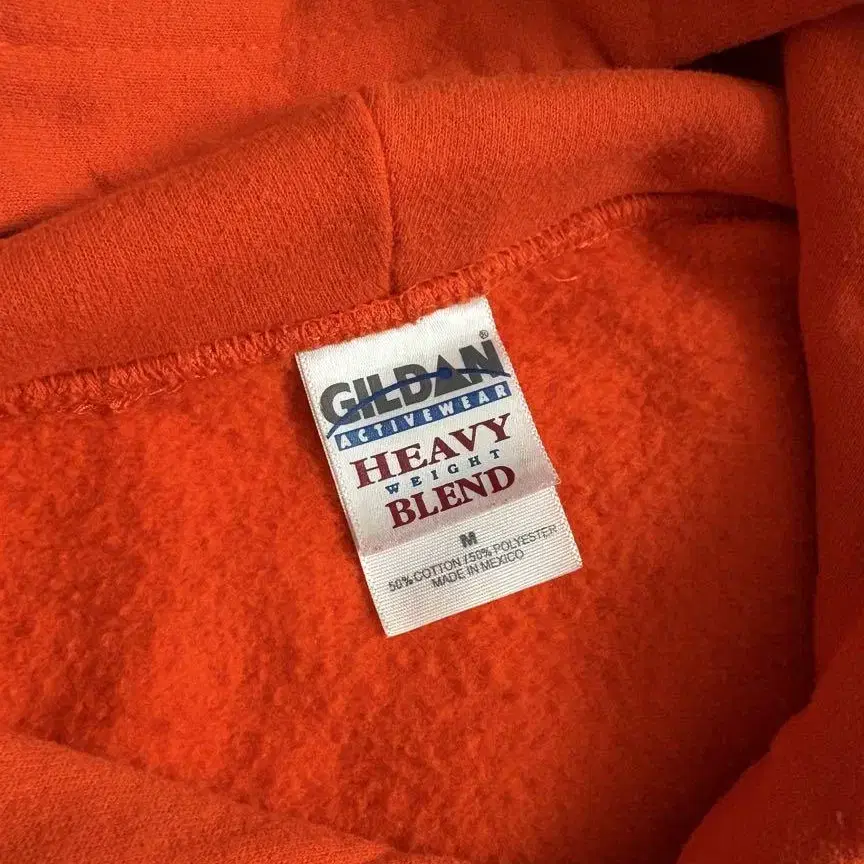 GILDAN®
ACTIVEWEAR
HEAVY
WEIGHT
BLEND
M
50% COTTON / 50% POLYESTER
MADE IN MEXICO